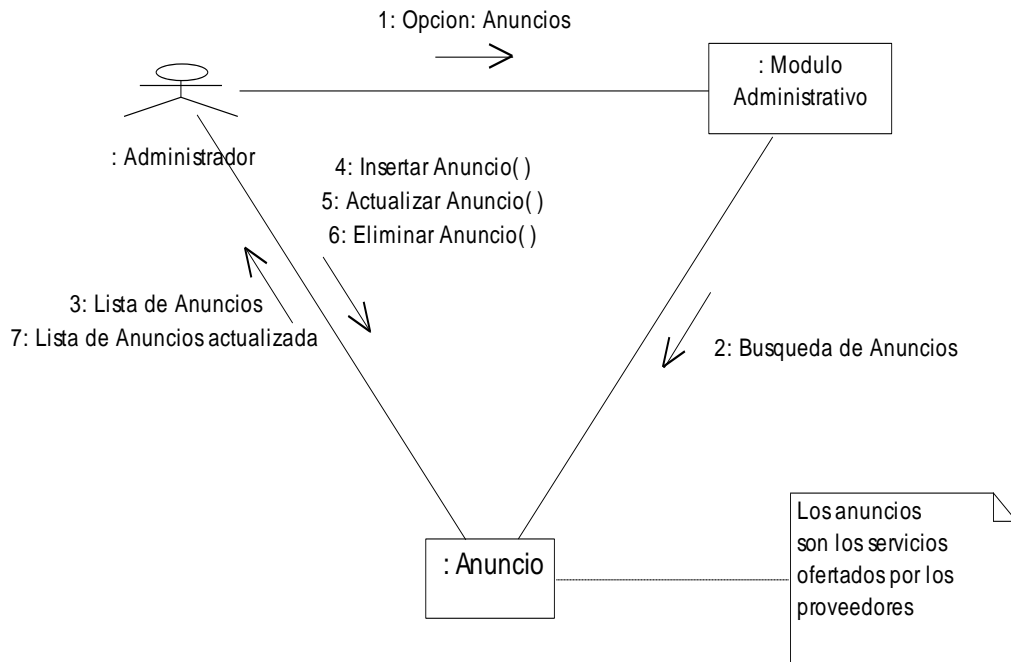 1: Opcion: Anuncios
: Modulo
Administrativo
: Administrador
4: Insertar Anuncio( )
5: Actualizar Anuncio( )
6: Eliminar Anuncio( )
3: Lista de Anuncios
7: Lista de Anuncios actualizada
2: Busqueda de Anuncios
: Anuncio
Los anuncios
son los servicios
ofertados por los
proveedores